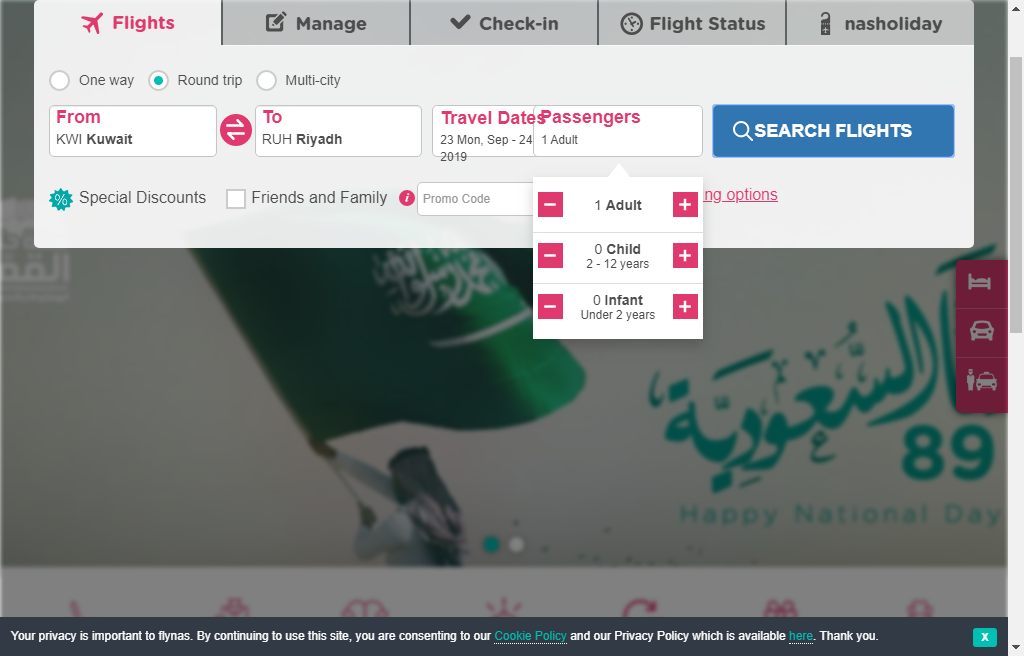 Flights
Manage
Check-in
Flight Status
nasholiday
One way
Round trip
Multi-city
From
KWI Kuwait
To
RUH Riyadh
Travel Dates
23 Mon, Sep - 24
2019
Passengers
1 Adult
SEARCH FLIGHTS
%
Special Discounts
Friends and Family
i
Promo Code
ng options
1 Adult
0 Child
2 - 12 years
0 Infant
Under 2 years
السعودية
89
Happy National Day
Your privacy is important to flynas. By continuing to use this site, you are consenting to our Cookie Policy and our Privacy Policy which is available here. Thank you.
X